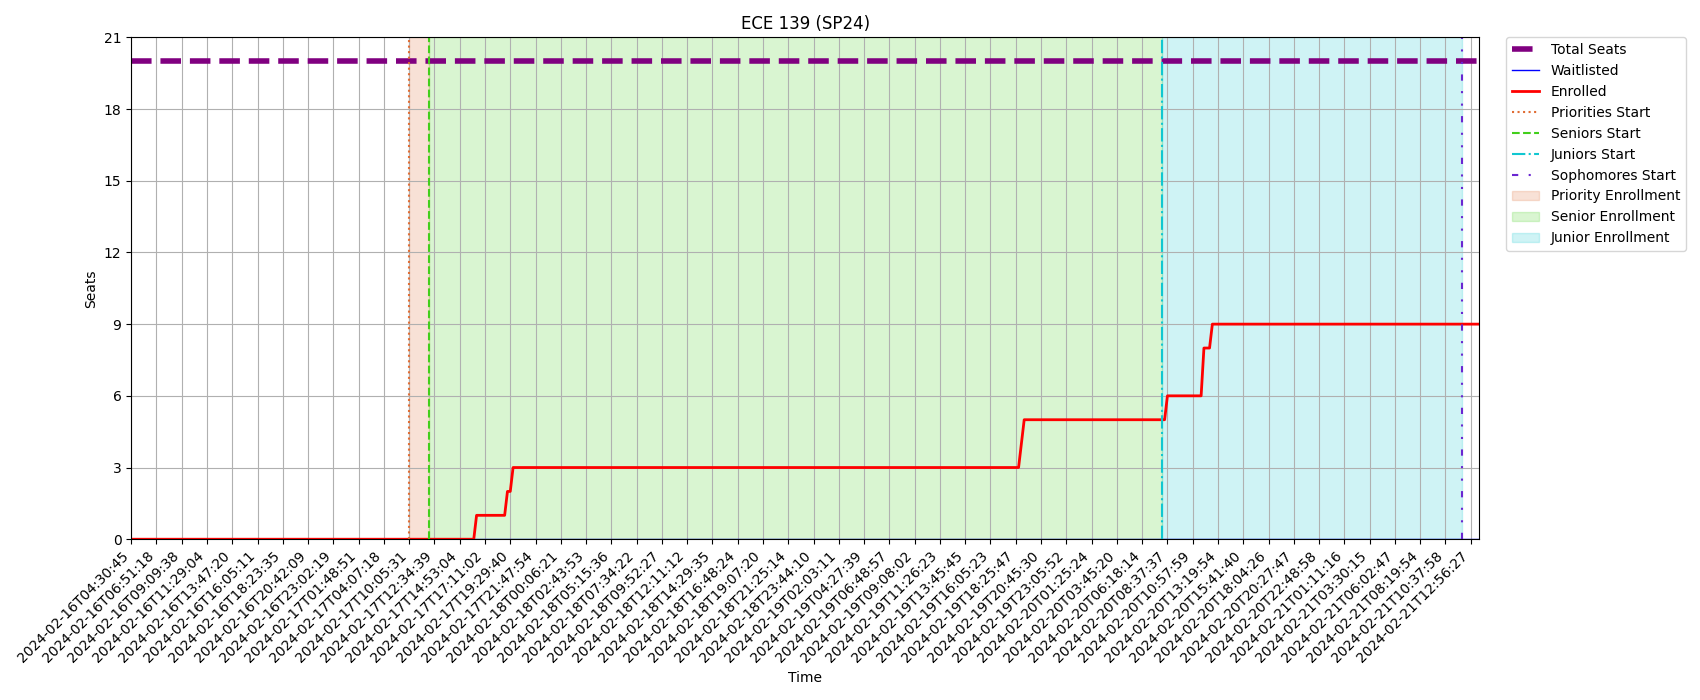 ECE 139 (SP24)
21
18
15
12
9
6
3
0
Seats
2024-02-16T04:30:45
2024-02-16T06:51:18
2024-02-16T09:09:38
2024-02-16T11:29:04
2024-02-16T13:47:20
2024-02-16T16:05:11
2024-02-16T18:23:35
2024-02-16T20:42:09
2024-02-16T23:02:19
2024-02-17T01:48:51
2024-02-17T04:07:18
2024-02-17T10:05:31
2024-02-17T12:34:39
2024-02-17T14:53:04
2024-02-17T17:11:02
2024-02-17T19:29:40
2024-02-17T21:47:54
2024-02-18T00:06:21
2024-02-18T02:43:53
2024-02-18T05:15:36
2024-02-18T07:34:22
2024-02-18T09:52:27
2024-02-18T12:11:12
2024-02-18T14:29:35
2024-02-18T16:48:24
2024-02-18T19:07:20
2024-02-18T21:25:14
2024-02-18T23:44:10
2024-02-19T02:03:11
2024-02-19T04:27:39
2024-02-19T06:48:57
2024-02-19T09:08:02
2024-02-19T11:26:23
2024-02-19T13:45:45
2024-02-19T16:05:23
2024-02-19T18:25:47
2024-02-19T20:45:30
2024-02-19T23:05:52
2024-02-20T01:25:24
2024-02-20T03:45:20
2024-02-20T06:18:14
2024-02-20T08:37:37
2024-02-20T10:57:59
2024-02-20T13:19:54
2024-02-20T15:41:40
2024-02-20T18:04:26
2024-02-20T20:27:47
2024-02-20T22:48:58
2024-02-21T01:11:16
2024-02-21T03:30:15
2024-02-21T06:02:47
2024-02-21T08:19:54
2024-02-21T10:37:58
2024-02-21T12:56:27
Time
Total Seats
Waitlisted
Enrolled
Priorities Start
Seniors Start
Juniors Start
Sophomores Start
Priority Enrollment
Senior Enrollment
Junior Enrollment